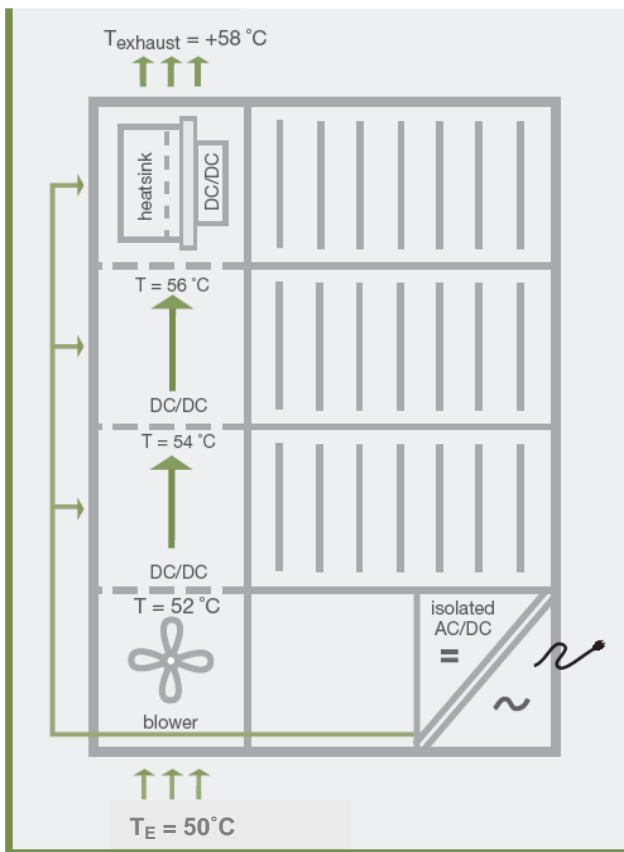 Texhaust = +58 °C
heatsink
DC/DC
T = 56 °C
DC/DC
T = 54 °C
DC/DC
T = 52 °C
isolated
AC/DC
=
~
blower
TE = 50°C